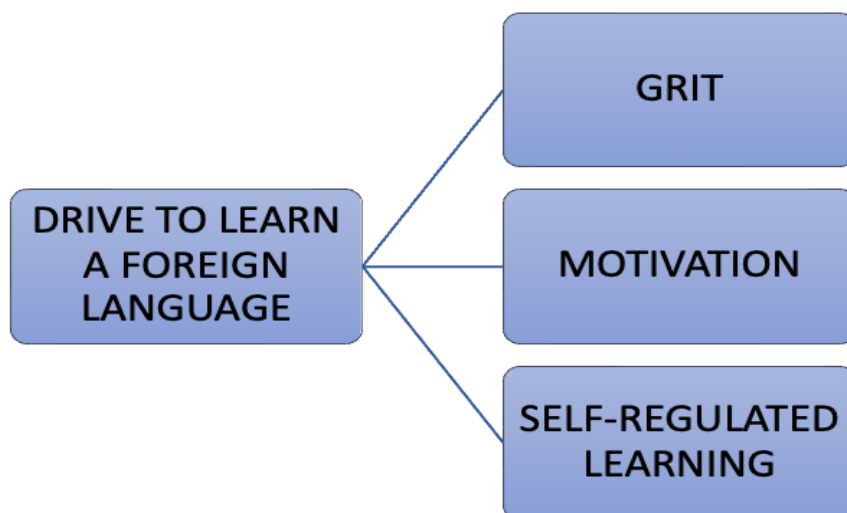 DRIVE TO LEARN
A FOREIGN
LANGUAGE
GRIT
MOTIVATION
SELF-REGULATED
LEARNING